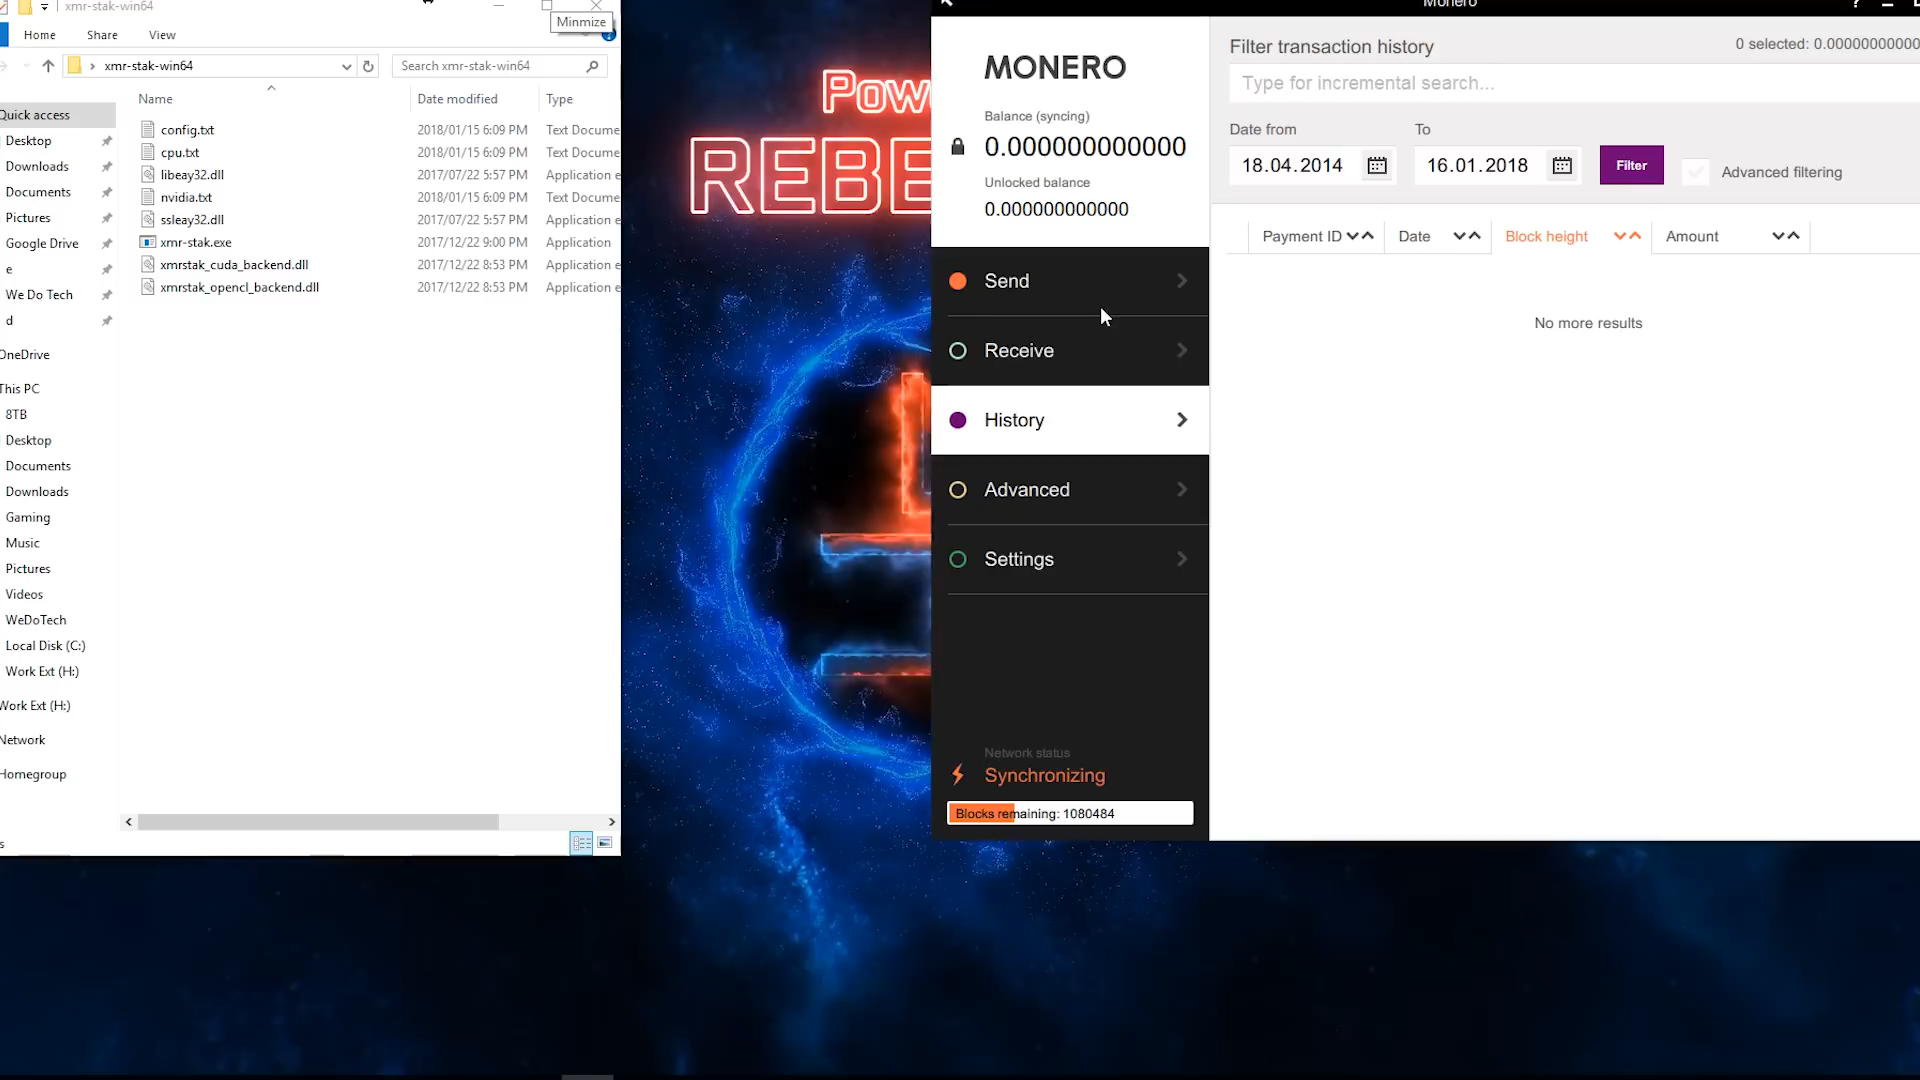 xmr-stak-win64
Minmize
Home Share View
xmr-stak-win64
Search xmr-stak-win64
Name Date modified Type
Quick access
Desktop
Downloads
Documents
Pictures
Google Drive
e
We Do Tech
d
OneDrive
This PC
8TB
Desktop
Documents
Downloads
Gaming
Music
Pictures
Videos
WeDoTech
Local Disk (C:)
Work Ext (H:)
Work Ext (H:)
Network
Homegroup
config.txt 2018/01/15 6:09 PM Text Docume
cpu.txt 2018/01/15 6:09 PM Text Docume
libeay32.dll 2017/07/22 5:57 PM Application e
nvidia.txt 2018/01/15 6:09 PM Text Docume
ssleay32.dll 2017/07/22 5:57 PM Application e
xmr-stak.exe 2017/12/22 9:00 PM Application
xmrstak_cuda_backend.dll 2017/12/22 8:53 PM Application e
xmrstak_opencl_backend.dll 2017/12/22 8:53 PM Application e
Pow
REBE
Monero
MONERO
Balance (syncing)
0.000000000000
Unlocked balance
0.000000000000
Send
Receive
History
Advanced
Settings
Network status
Synchronizing
Blocks remaining: 1080484
Filter transaction history
0 selected: 0.00000000000
Type for incremental search...
Date from To
18.04.2014 16.01.2018 Filter Advanced filtering
Payment ID Date Block height Amount
No more results